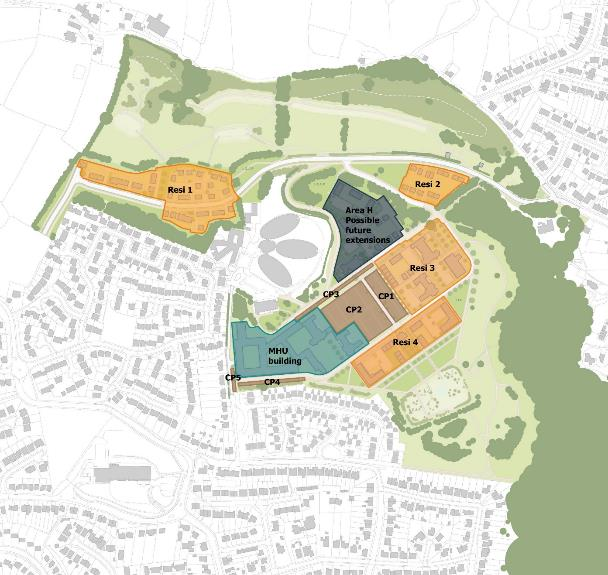 Resi 1
Resi 2
Area H
Possible
future
extensions
Resi 3
CP3
CP1
CP2
Resi 4
MHU
building
CP5
CP4